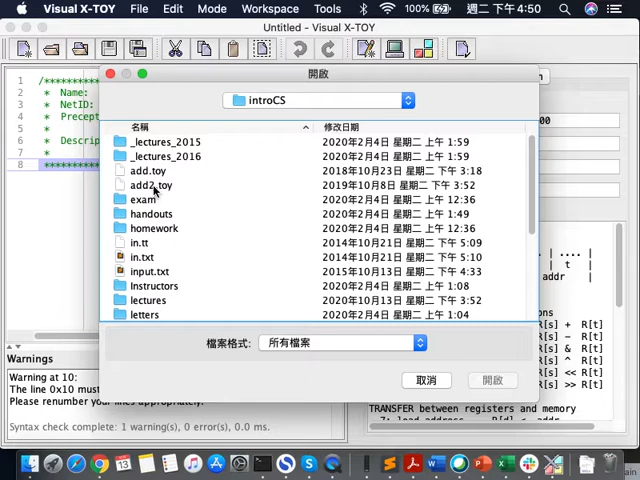 Visual X-TOY File Edit Mode Workspace Tools 100% 週二 下午4:50
Untitled - Visual X-TOY
開啟
introCS
名稱 修改日期
_lectures_2015 2020年2月4日 星期二 上午 1:59
_lectures_2016 2020年2月4日 星期二 上午 1:59
add.toy 2018年10月23日 星期二 下午 3:18
add2.toy 2019年10月8日 星期二 下午 3:52
exam 2020年2月4日 星期二 上午 12:36
handouts 2020年2月4日 星期二 上午 1:49
homework 2020年2月4日 星期二 上午 12:36
in.tt 2014年10月21日 星期二 下午 5:09
in.txt 2014年10月21日 星期二 下午 5:10
input.txt 2015年10月13日 星期二 下午 4:33
Instructors 2020年2月4日 星期二 上午 1:08
lectures 2020年10月13日 星期二 下午 3:52
letters 2020年2月4日 星期二 上午 1:04
檔案格式: 所有檔案
取消 開啟
1 /**********
2 * Name:
3 * NetID:
4 * Precept
5 *
6 * Descrip
7 *
8 **********
00
.... | .... |
| t |
addr |
ons
R[s] + R[t]
R[s] - R[t]
R[s] & R[t]
R[s] ^ R[t]
R[s] << R[t]
R[s] >> R[t]
TRANSFER between registers and memory
Warnings
Warning at 10:
The line 0x10 must
Please renumber your lines appropriately.
Syntax check complete: 1 warning(s), 0 error(s), 0.0 ms.